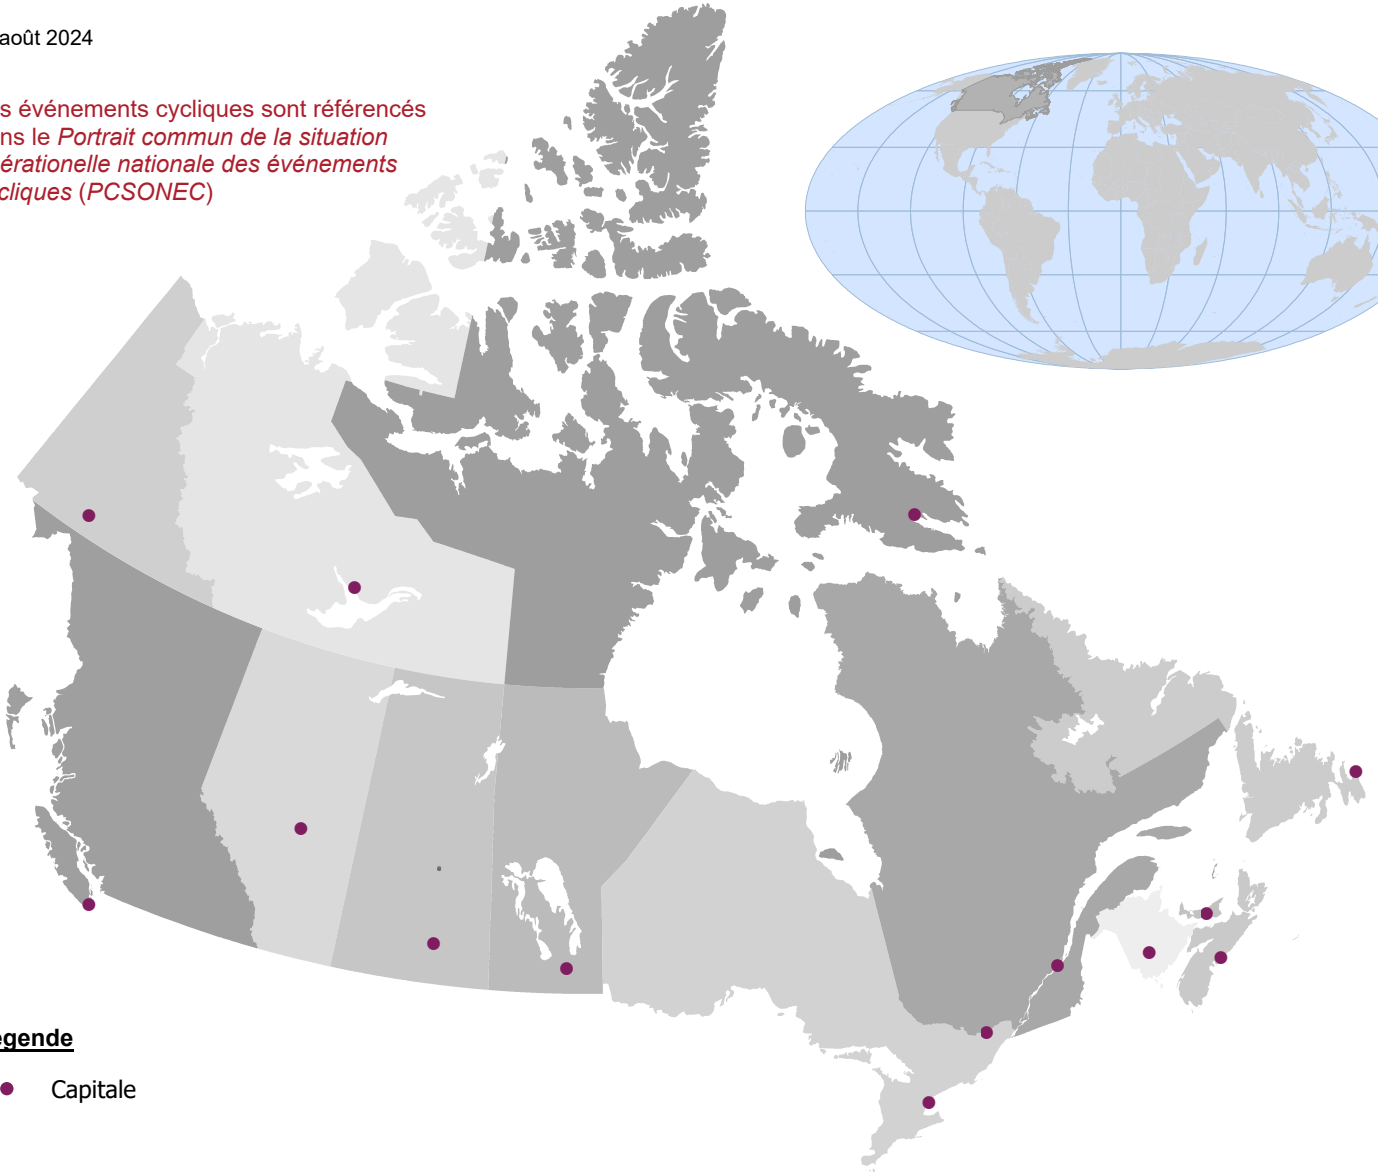 août 2024
s événements cycliques sont référencés
ns le Portrait commun de la situation
érationelle nationale des événements
cliques (PCSONEC)
égende
Capitale